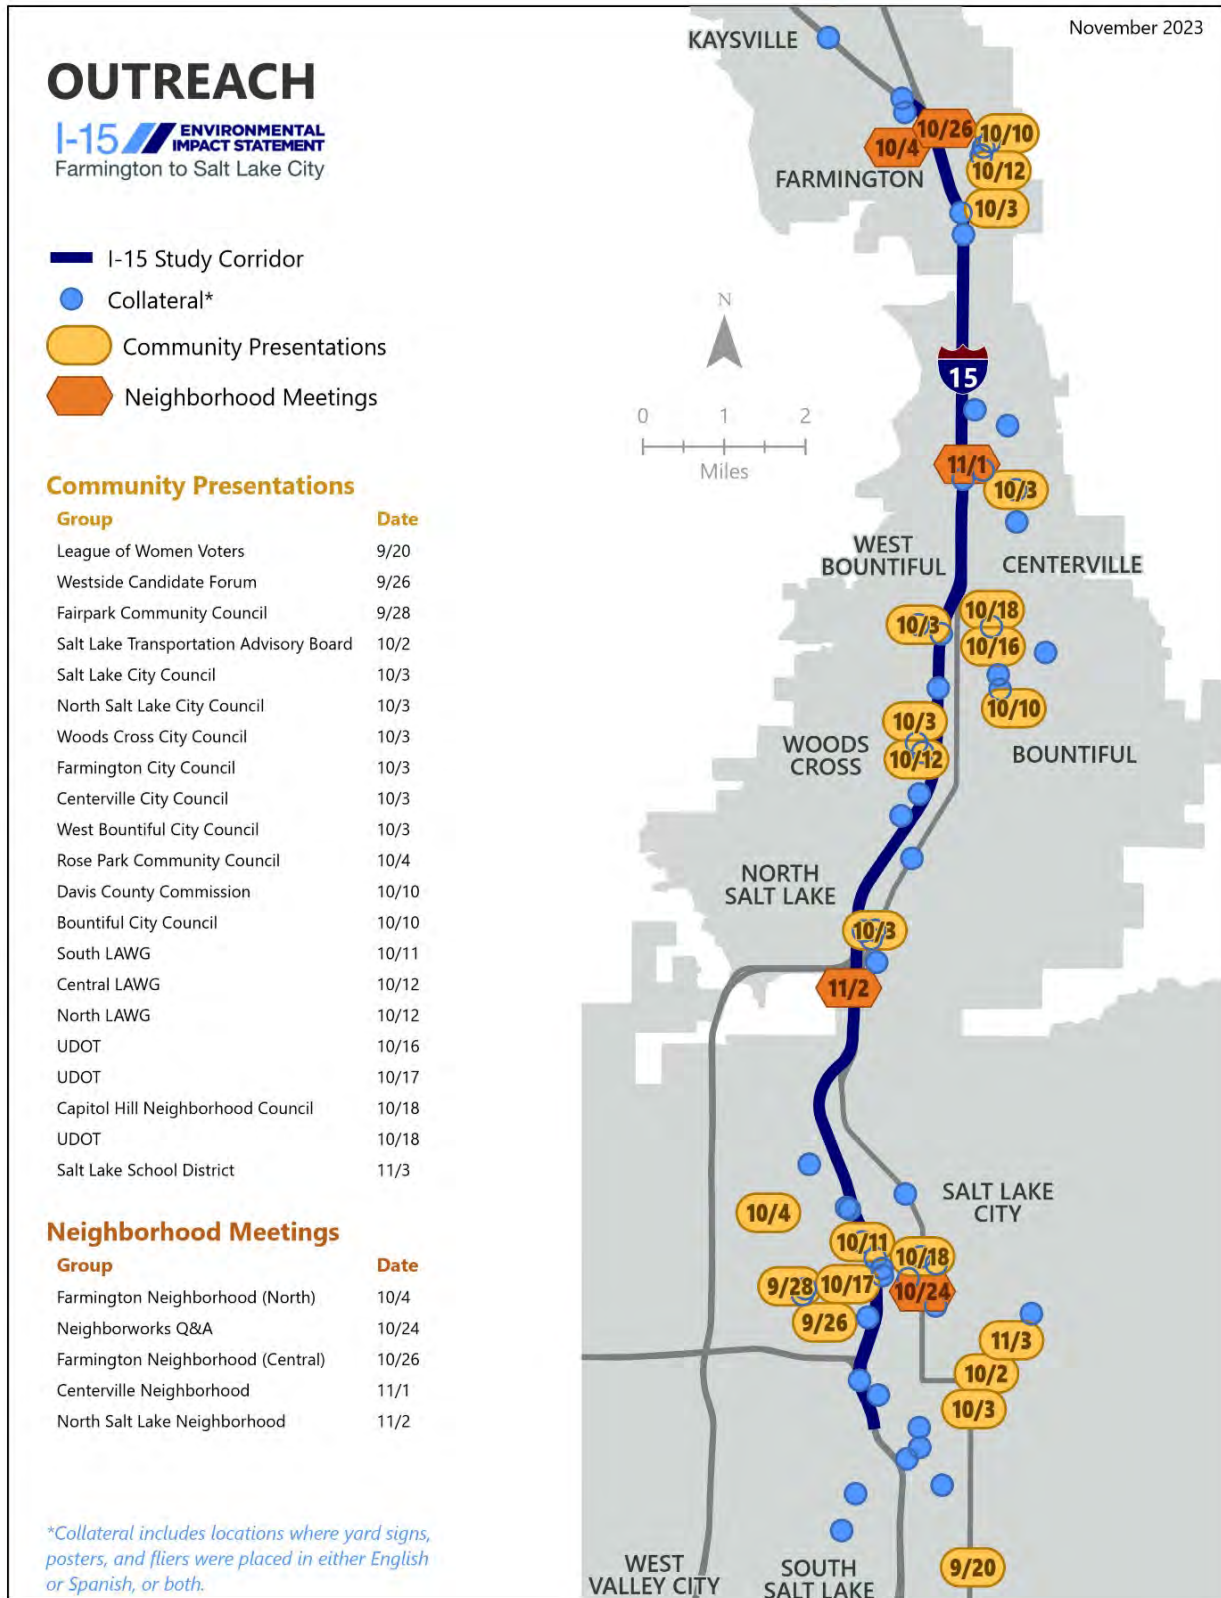 November 2023
OUTREACH
I-15 ENVIRONMENTAL
IMPACT STATEMENT
Farmington to Salt Lake City
I-15 Study Corridor
Collateral*
Community Presentations
Neighborhood Meetings
Community Presentations
Group Date
League of Women Voters 9/20
Westside Candidate Forum 9/26
Fairpark Community Council 9/28
Salt Lake Transportation Advisory Board 10/2
Salt Lake City Council 10/3
North Salt Lake City Council 10/3
Woods Cross City Council 10/3
Farmington City Council 10/3
Centerville City Council 10/3
West Bountiful City Council 10/3
Rose Park Community Council 10/4
Davis County Commission 10/10
Bountiful City Council 10/10
South LAWG 10/11
Central LAWG 10/12
North LAWG 10/12
UDOT 10/16
UDOT 10/17
Capitol Hill Neighborhood Council 10/18
UDOT 10/18
Salt Lake School District 11/3
Neighborhood Meetings
Group Date
Farmington Neighborhood (North) 10/4
Neighborworks Q&A 10/24
Farmington Neighborhood (Central) 10/26
Centerville Neighborhood 11/1
North Salt Lake Neighborhood 11/2
*Collateral includes locations where yard signs,
posters, and fliers were placed in either English
or Spanish, or both.
N
0 1 2
Miles
KAYSVILLE
10/26
10/10
10/4
10/12
FARMINGTON
10/3
15
11/1
10/3
WEST
BOUNTIFUL
CENTERVILLE
10/18
10/3
10/16
10/10
10/3
WOODS
CROSS
10/12
BOUNTIFUL
NORTH
SALT LAKE
10/3
11/2
SALT LAKE
CITY
10/4
10/11
10/18
9/28
10/17
10/24
9/26
11/3
10/2
10/3
9/20
WEST
VALLEY CITY
SOUTH
SALT LAKE